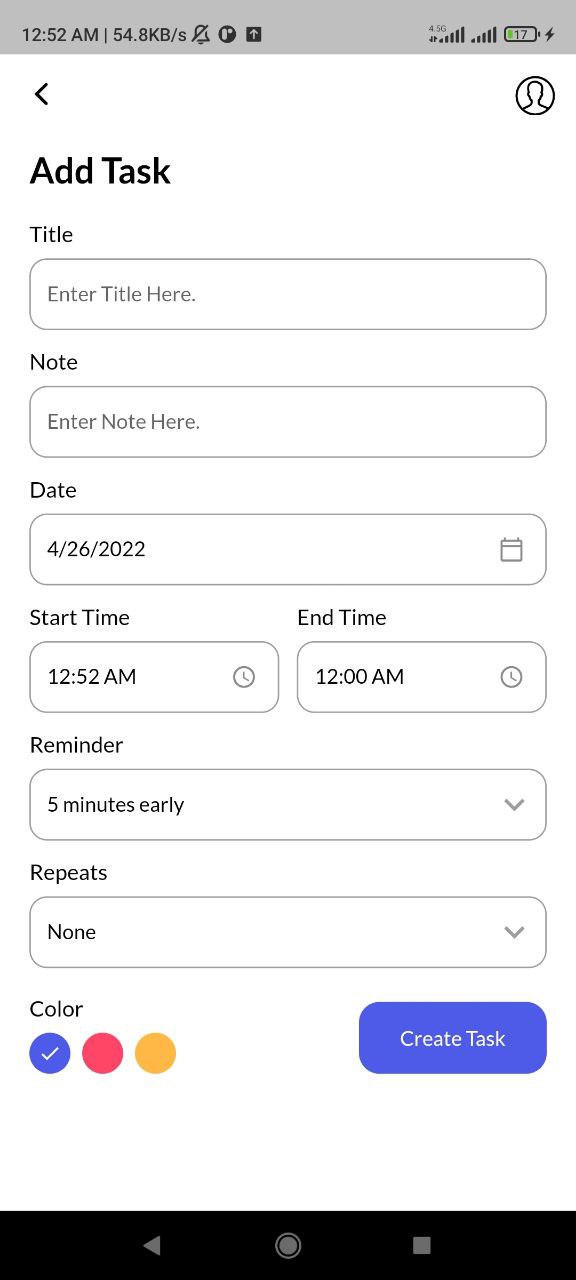 12:52 AM | 54.8KB/s
4.5G
17
Add Task
Title
Enter Title Here.
Note
Enter Note Here.
Date
4/26/2022
Start Time End Time
12:52 AM 12:00 AM
Reminder
5 minutes early
Repeats
None
Color
Create Task